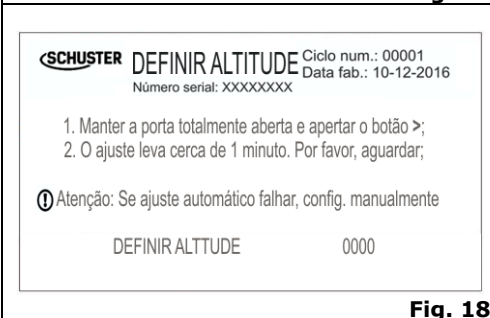 SCHUSTER DEFINIR ALTITUDE Ciclo num.: 00001
Número serial: XXXXXXXX Data fab.: 10-12-2016
1. Manter a porta totalmente aberta e apertar o botão >;
2. O ajuste leva cerca de 1 minuto. Por favor, aguardar;
Atenção: Se ajuste automático falhar, config. manualmente
DEFINIR ALTTUDE 0000
Fig. 18